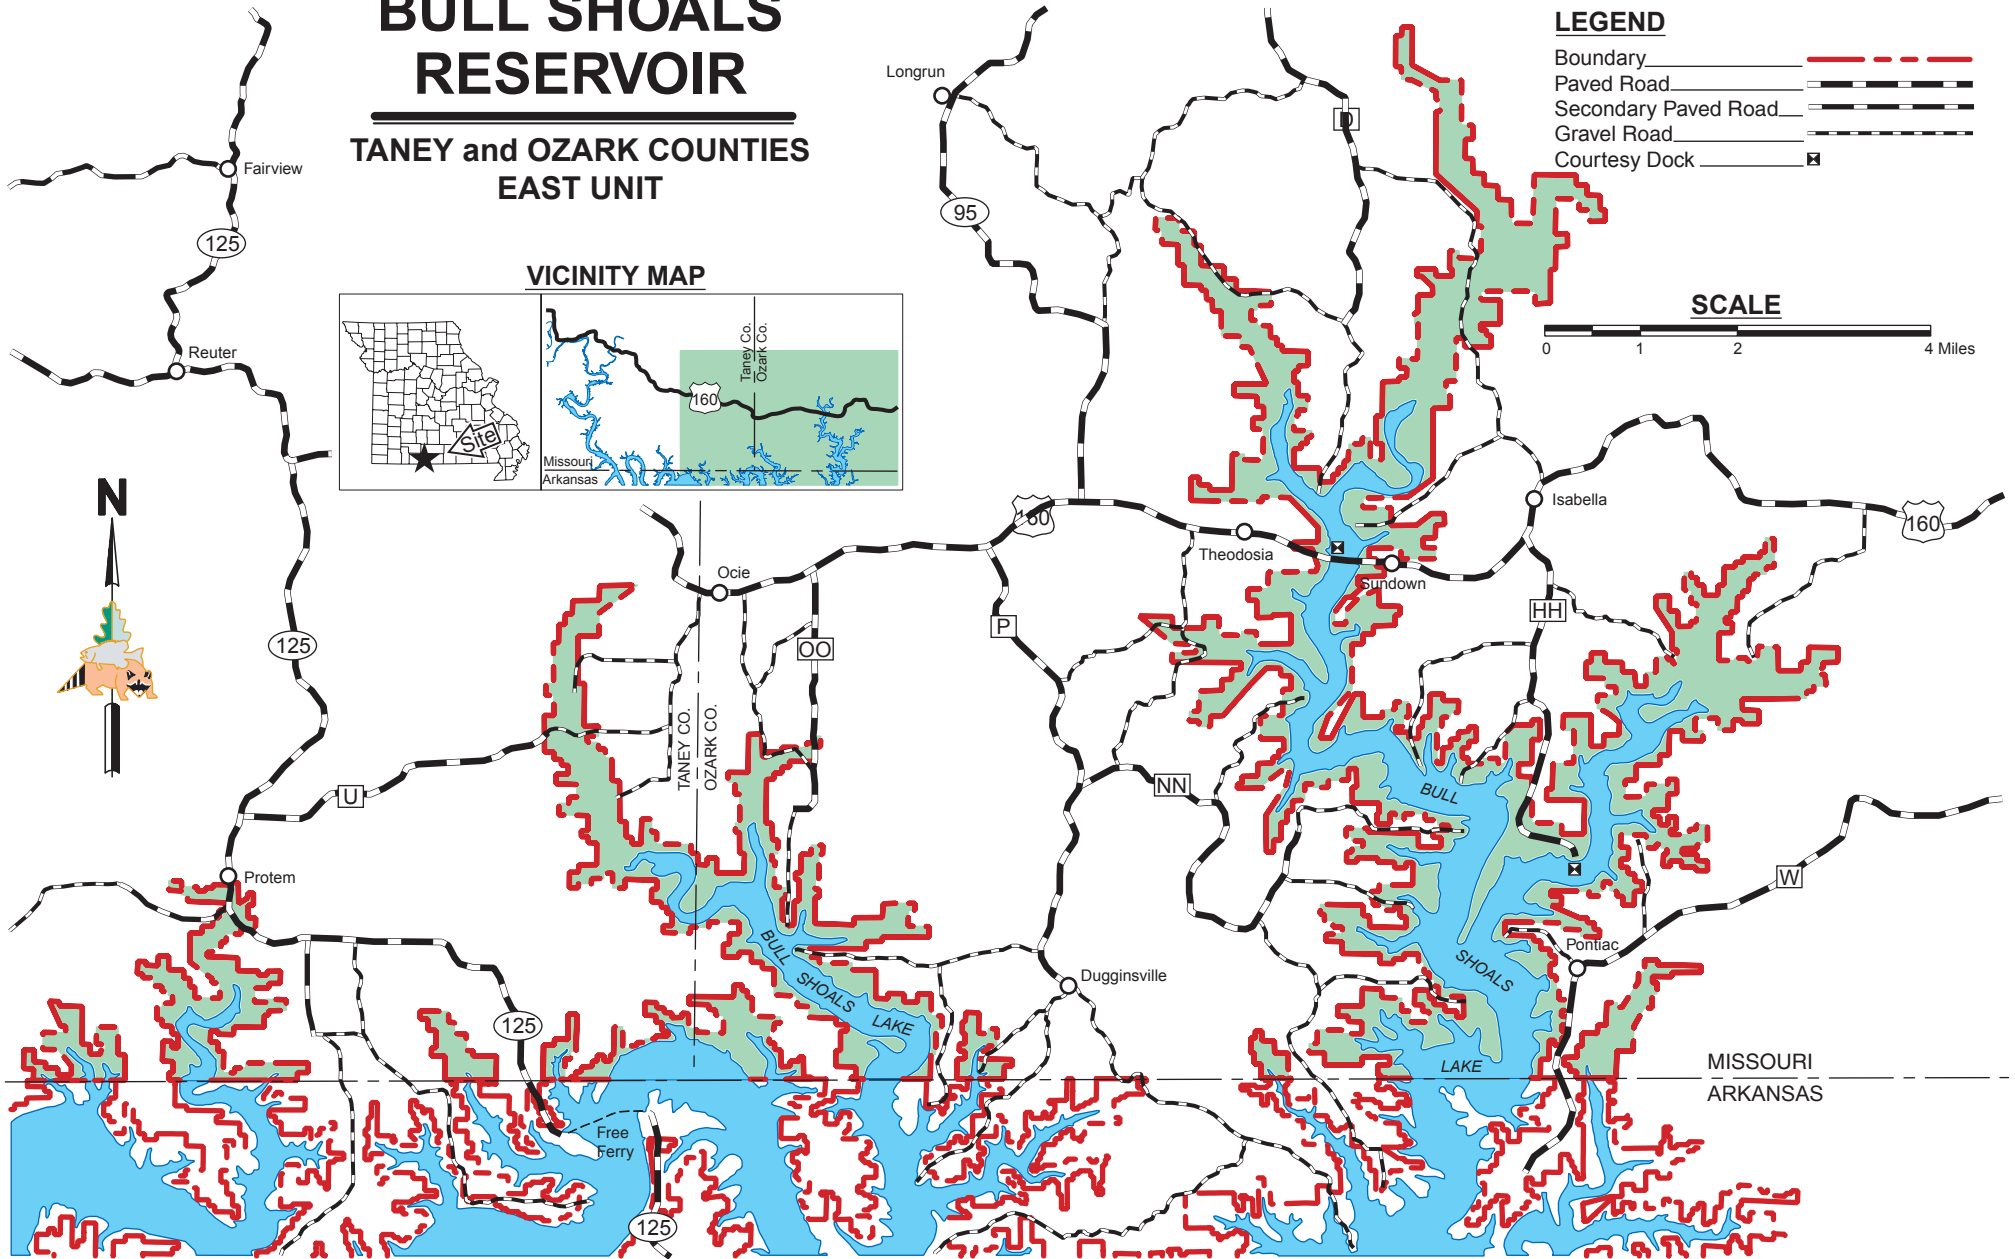 BULL SHOALS
RESERVOIR
TANEY and OZARK COUNTIES
EAST UNIT
LEGEND
Boundary
Paved Road
Secondary Paved Road
Gravel Road
Courtesy Dock
SCALE
0 1 2 4 Miles
VICINITY MAP
Site
Taney Co.
Ozark Co.
160
Missouri
Arkansas
N
Longrun
D
95
Fairview
125
Reuter
160
Isabella
160
Theodosia
Sundown
Ocie
HH
P
OO
125
TANEY CO.
OZARK CO.
U
NN
BULL
W
Protem
Pontiac
BULL
SHOALS
LAKE
SHOALS
Dugginsville
125
LAKE
MISSOURI
ARKANSAS
Free
Ferry
125